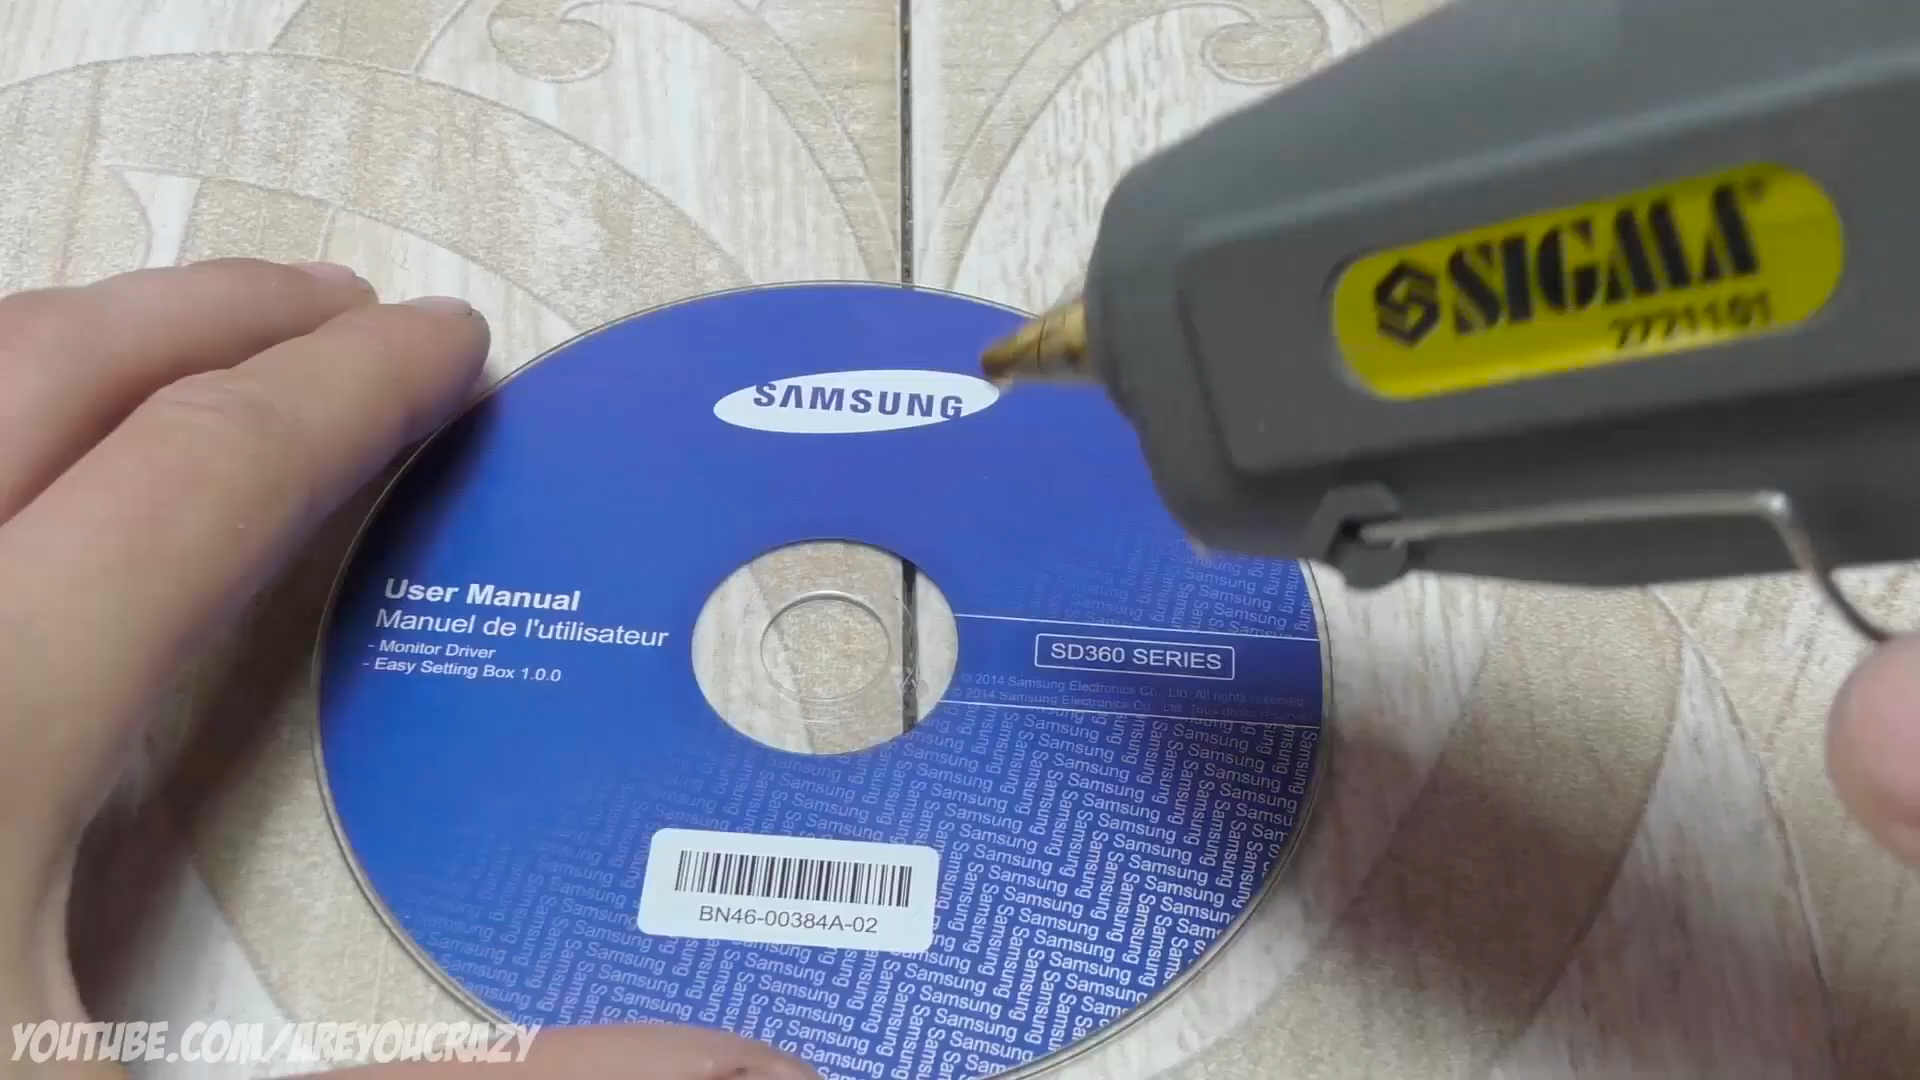 SIGMA
2721101
SAMSUNG
User Manual
Manuel de l'utilisateur
- Monitor Driver
- Easy Setting Box 1.0.0
SD360 SERIES
© 2014 Samsung Electronics Co., Ltd. All rights reserved.
© 2014 Samsung Electronics Co., Ltd. Tous droits réservés.
BN46-00384A-02
YOUTUBE.COM/AREYOUCRAZY